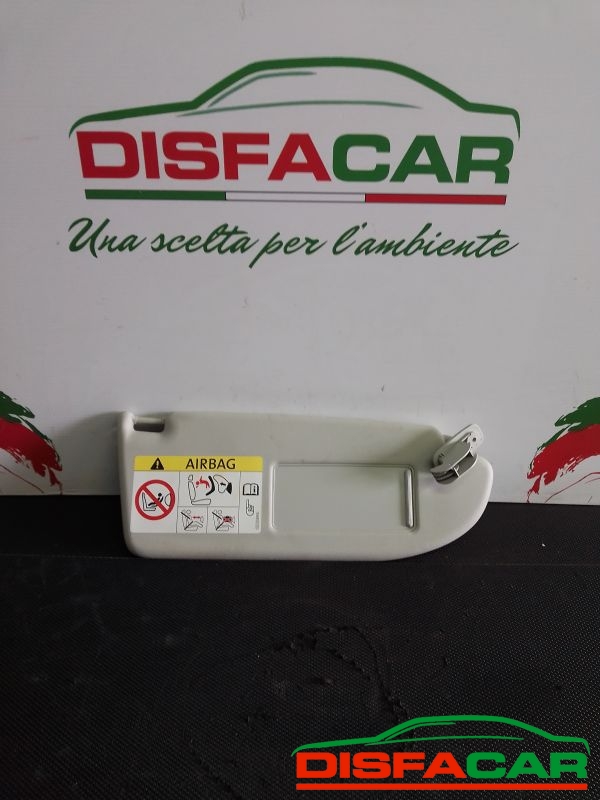 DISFACAR
Una scelta per l'ambiente
AIRBAG
DISFACAR